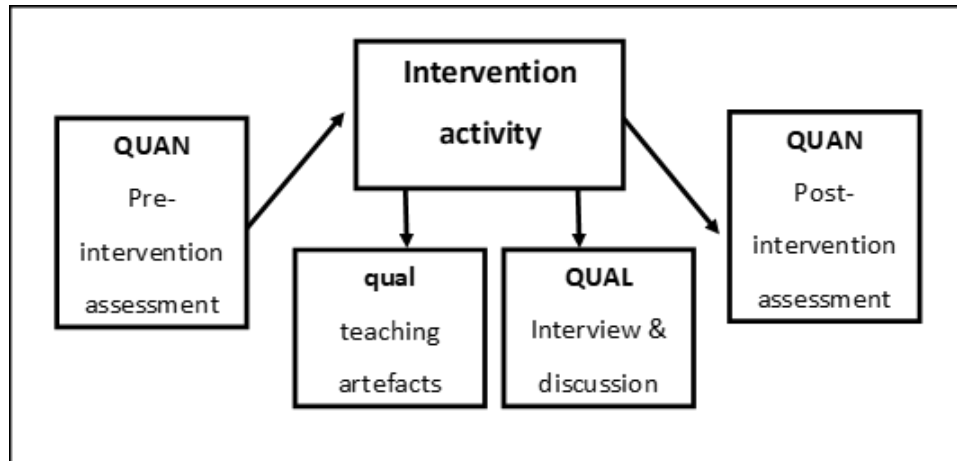 Intervention
activity
QUAN
Pre-
intervention
assessment
qual
teaching
artefacts
QUAL
Interview &
discussion
QUAN
Post-
intervention
assessment